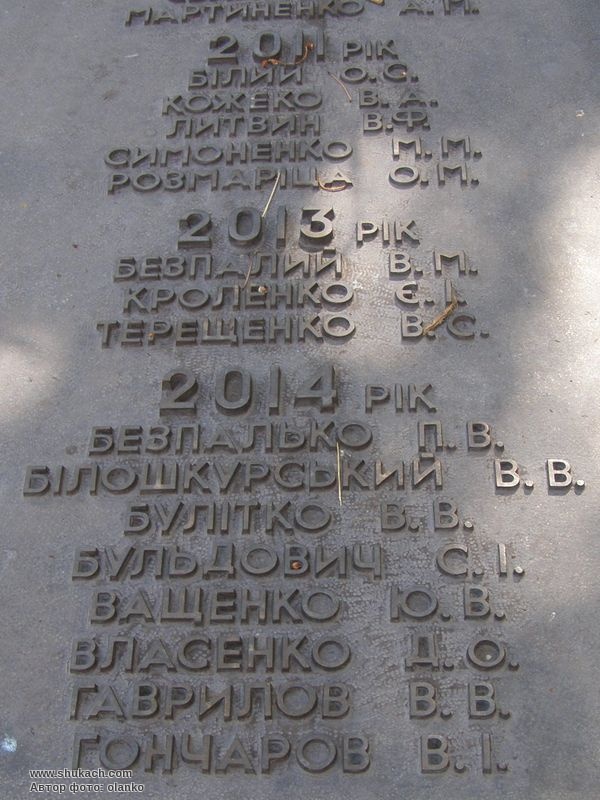 МАРТИНЕНКО А.М.
2011 РІК
БІЛИЙ О.С.
КОЖЕКО В.А.
ЛИТВИН В.Ф.
СИМОНЕНКО М.М.
РОЗМАРІЦА О.М.
2013 РІК
БЕЗПАЛИЙ В.М.
КРОЛЕНКО Є.І.
ТЕРЕЩЕНКО В.С.
2014 РІК
БЕЗПАЛЬКО П.В.
БІЛОШКУРСЬКИЙ В.В.
БУЛІТКО В.В.
БУЛЬДОВИЧ С.І.
ВАЩЕНКО Ю.В.
ВЛАСЕНКО Д.О.
ГАВРИЛОВ В.В.
ГОНЧАРОВ В.І.
www.shukach.com
Автор фото: olanko